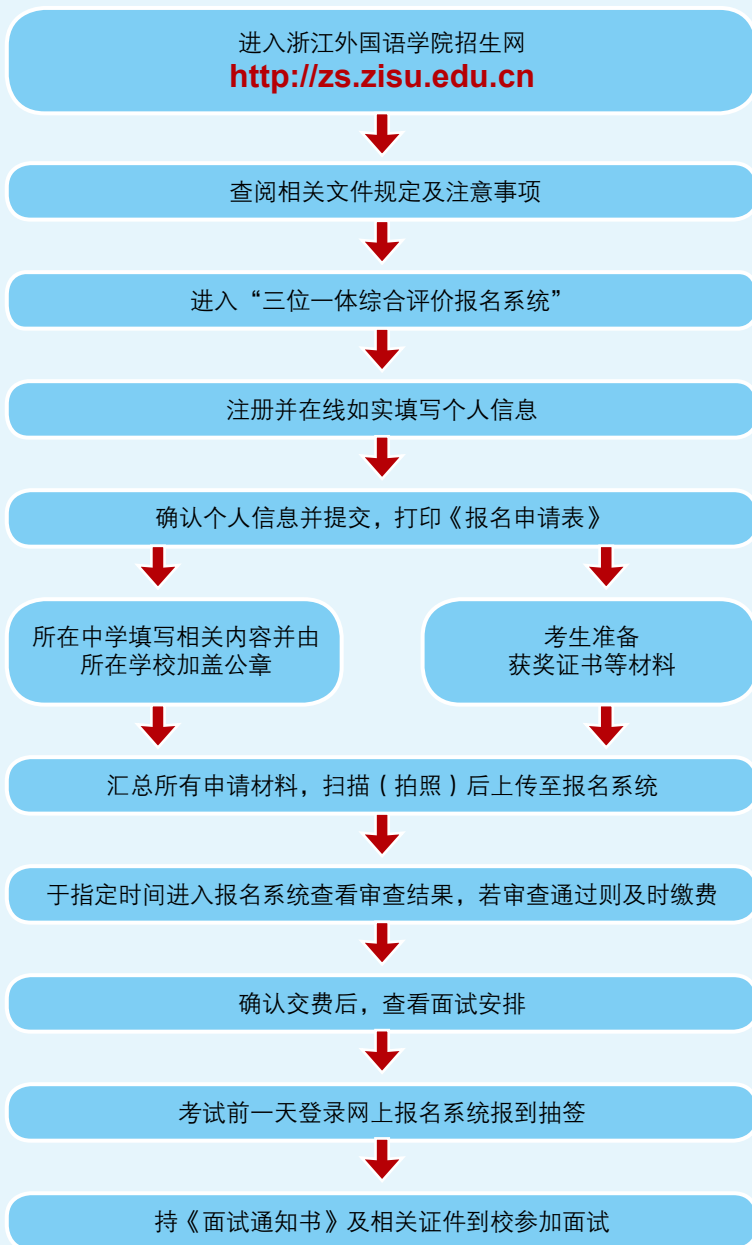 进入浙江外国语学院招生网
http://zs.zisu.edu.cn
查阅相关文件规定及注意事项
进入“三位一体综合评价报名系统”
注册并在线如实填写个人信息
确认个人信息并提交，打印《报名申请表》
所在中学填写相关内容并由
所在学校加盖公章
考生准备
获奖证书等材料
汇总所有申请材料，扫描（拍照）后上传至报名系统
于指定时间进入报名系统查看审查结果，若审查通过则及时缴费
确认交费后，查看面试安排
考试前一天登录网上报名系统报到抽签
持《面试通知书》及相关证件到校参加面试